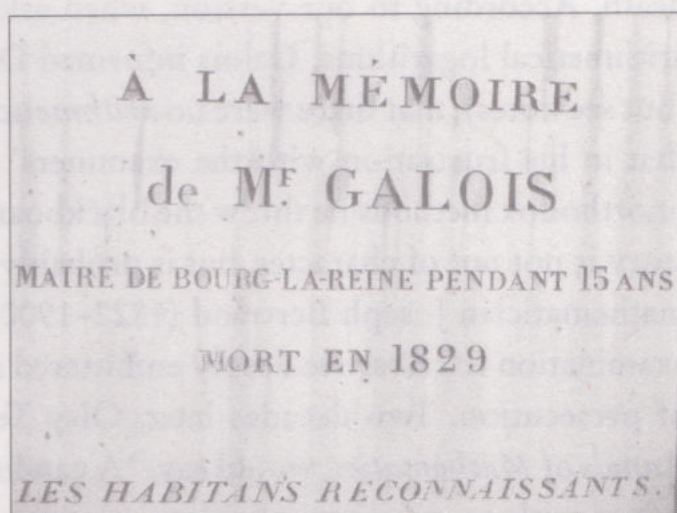 A LA MÉMOIRE
de Mr. GALOIS
MAIRE DE BOURG-LA-REINE PENDANT 15 ANS
MORT EN 1829
LES HABITANS RECONNAISSANTS.